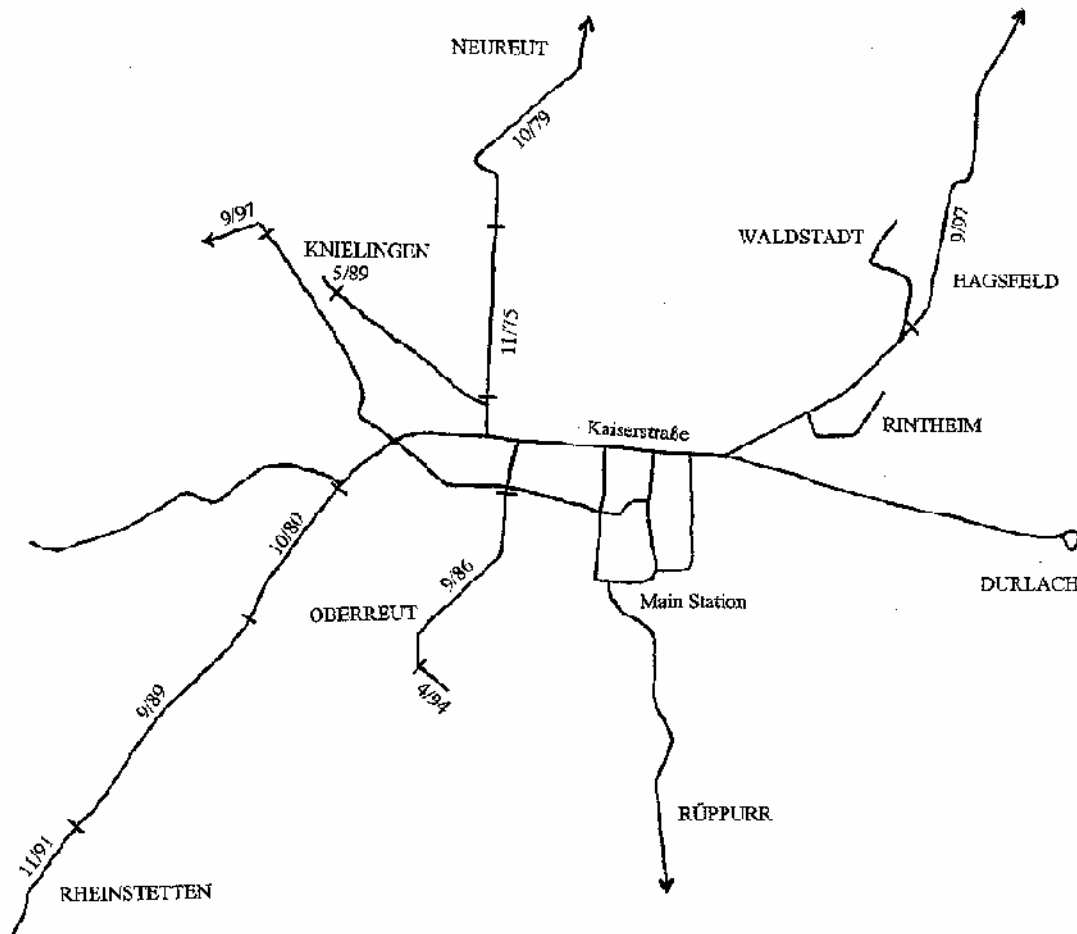 NEUREUT
10/79
9/97
KNIELINGEN
5/89
WALDSTADT
9/97
HAGSFELD
11/75
Kaiserstraße
RINTHEIM
10/80
9/86
OBERREUT
Main Station
DURLACH
4/94
9/89
RÜPPURR
11/91
RHEINSTETTEN